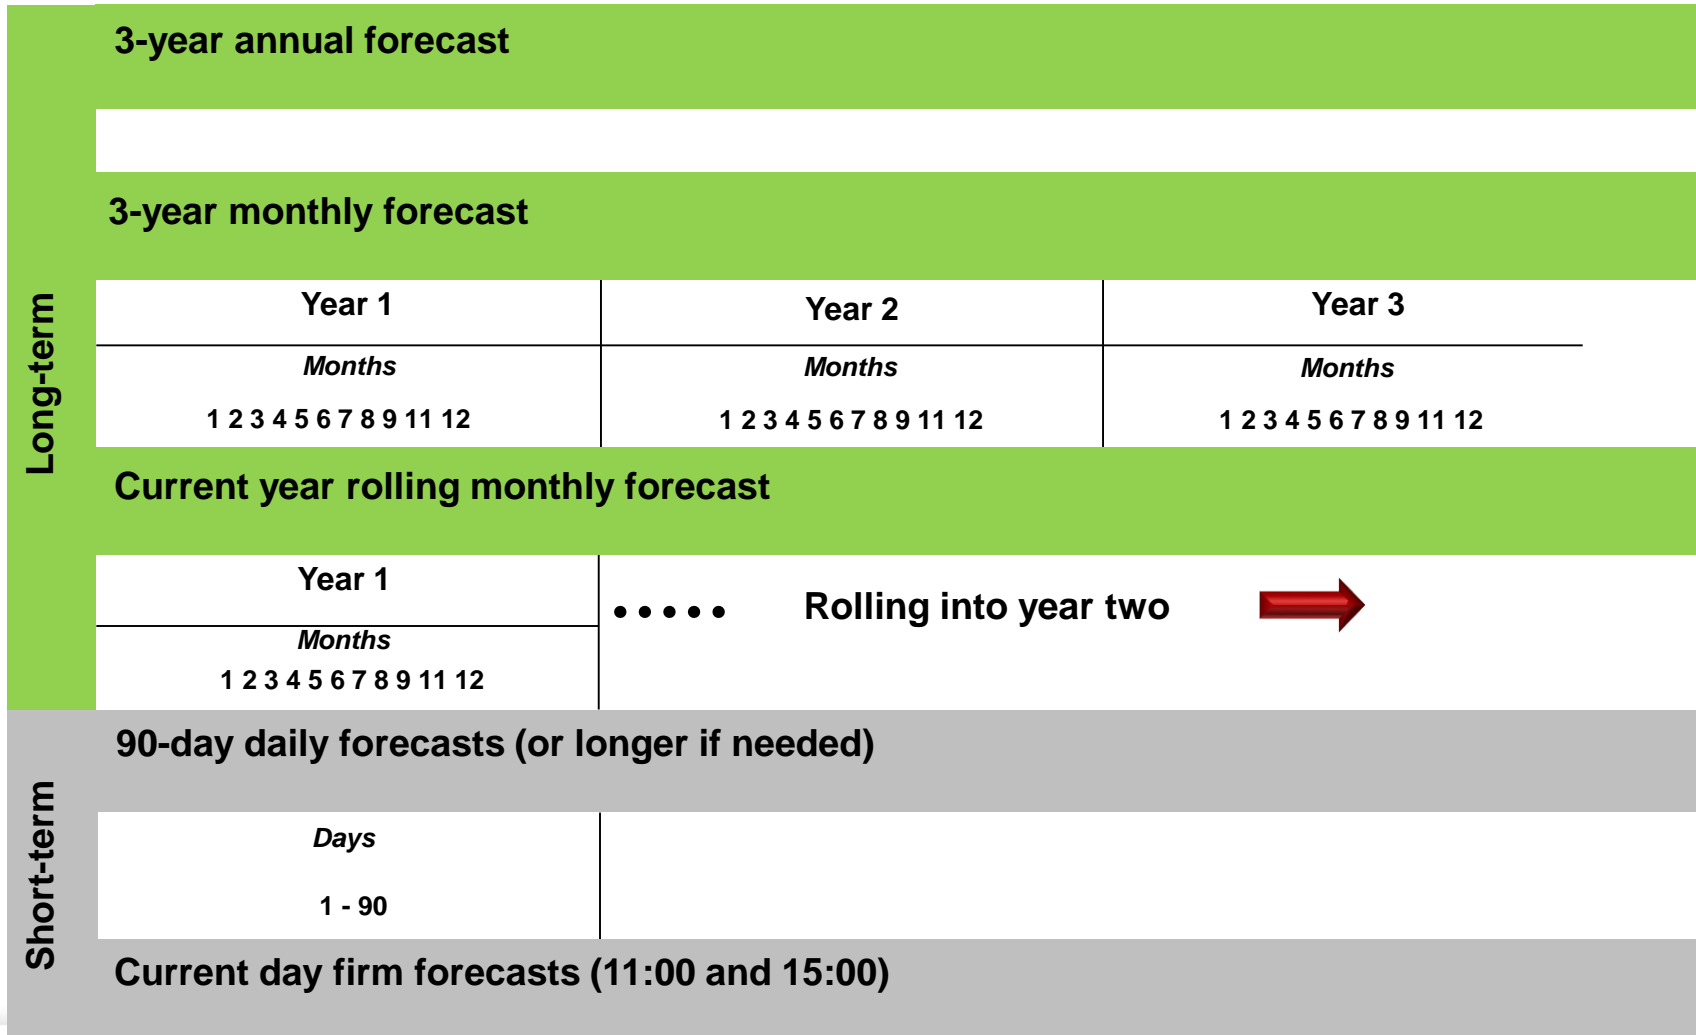 3-year annual forecast
3-year monthly forecast
Long-term
Year 1
Year 2
Year 3
Months
Months
Months
1 2 3 4 5 6 7 8 9 11 12
1 2 3 4 5 6 7 8 9 11 12
1 2 3 4 5 6 7 8 9 11 12
Current year rolling monthly forecast
Year 1
..... Rolling into year two
Months
1 2 3 4 5 6 7 8 9 11 12
Short-term
90-day daily forecasts (or longer if needed)
Days
1 - 90
Current day firm forecasts (11:00 and 15:00)